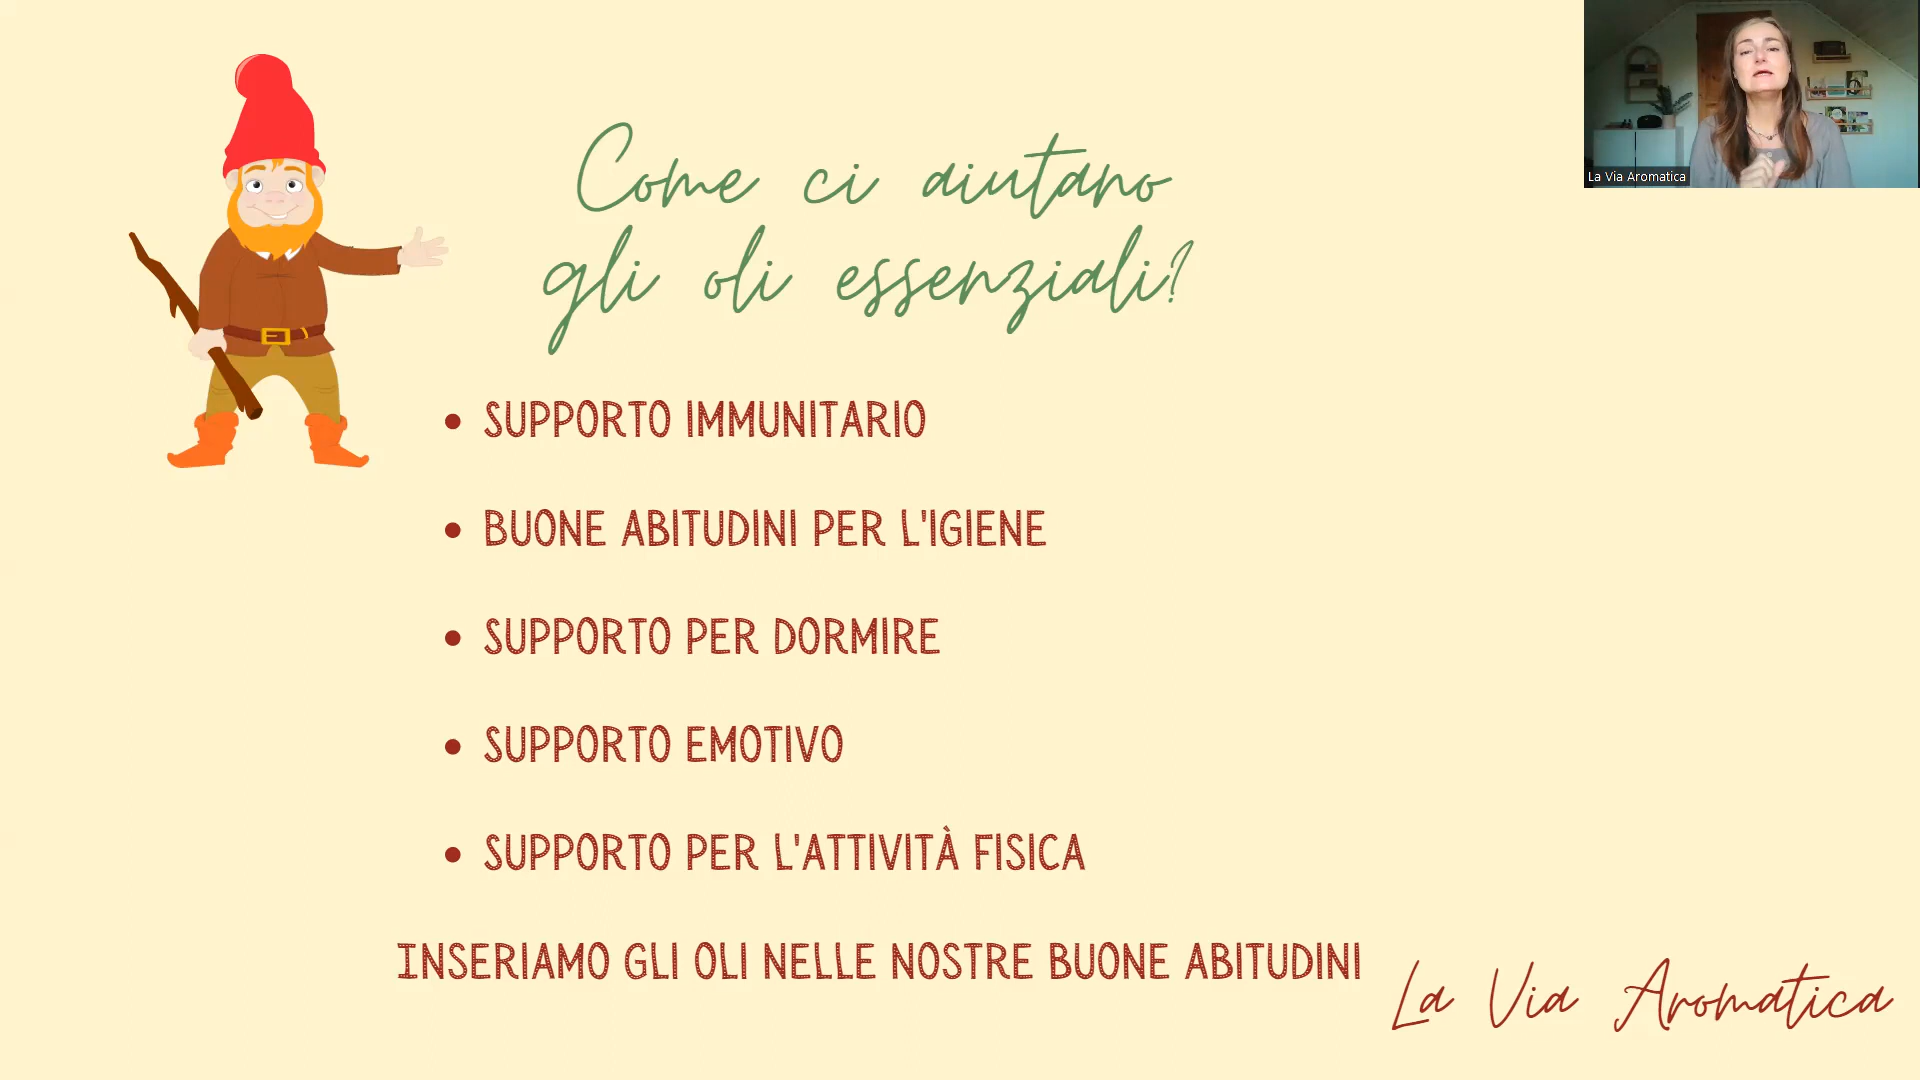 La Via Aromatica
Come ci aiutano
gli oli essenziali?
• SUPPORTO IMMUNITARIO
• BUONE ABITUDINI PER L'IGIENE
• SUPPORTO PER DORMIRE
• SUPPORTO EMOTIVO
• SUPPORTO PER L'ATTIVITÀ FISICA
INSERIAMO GLI OLI NELLE NOSTRE BUONE ABITUDINI
La Via Aromatica